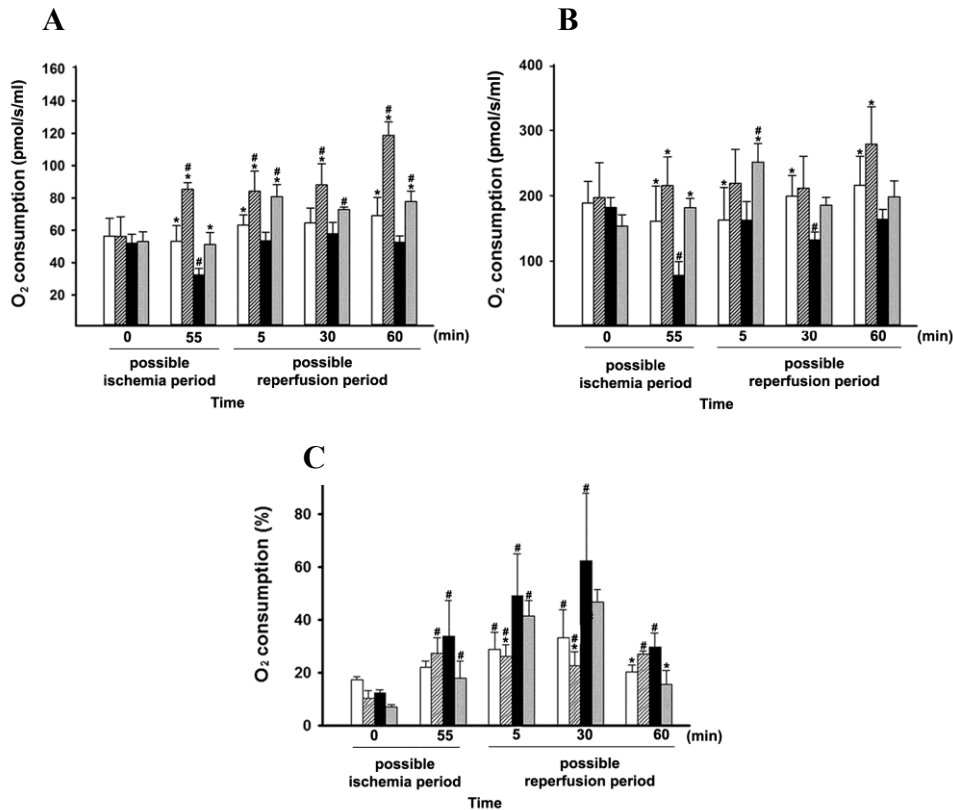 A
O₂ consumption (pmol/s/ml)
160
140
120
100
80
60
40
20
* # * # * #
# * # * # *
# *
# *
* # * #
*
0 55 5 30 60 (min)
possible
ischemia period
possible
reperfusion period
Time
B
O₂ consumption (pmol/s/ml)
400
300
200
100
* * # *
* # *
* #
* *
0 55 5 30 60 (min)
possible
ischemia period
possible
reperfusion period
Time
C
O₂ consumption (%)
80
60
40
20
0
# # #
# # * # #
# # * #
* # # *
0 55 5 30 60 (min)
possible
ischemia period
possible
reperfusion period
Time